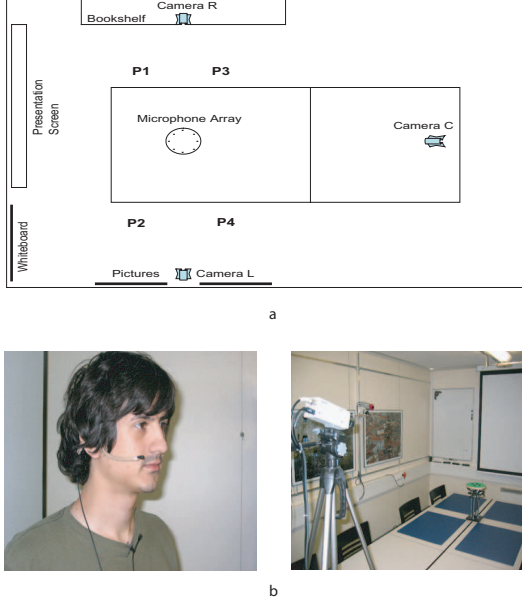 Camera R
Bookshelf
P1
P3
Presentation
Screen
Microphone Array
Camera C
P2
P4
Whiteboard
Pictures
Camera L
a
b